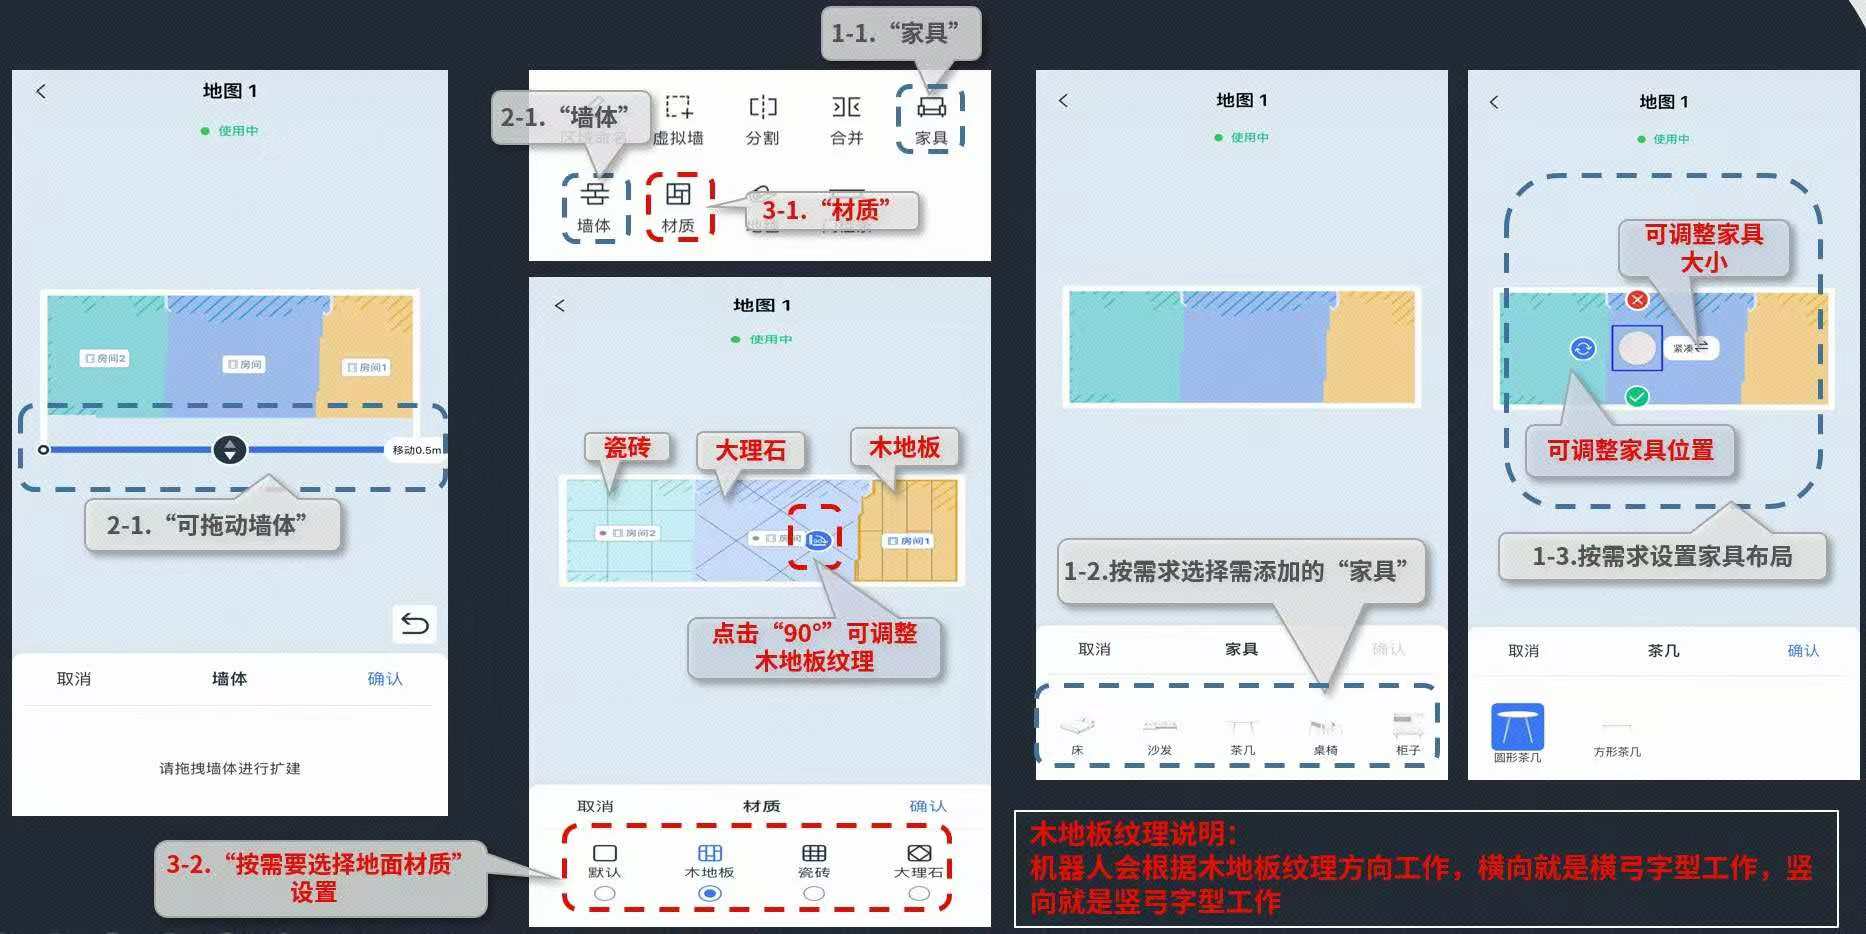 1-1.“家具”
地图 1
使用中
房间2
房间
房间1
移动0.5m
2-1.“可拖动墙体”
取消
墙体
确认
请拖拽墙体进行扩建
2-1.“墙体”
区域命名
虚拟墙
分割
合并
家具
墙体
材质
3-1.“材质”
地图 1
使用中
瓷砖
大理石
木地板
房间2
房间
房间1
点击“90°”可调整
木地板纹理
取消
材质
确认
默认
木地板
瓷砖
大理石
3-2.“按需要选择地面材质”
设置
地图 1
使用中
1-2.按需求选择需添加的“家具”
取消
家具
确认
床
沙发
茶几
桌椅
柜子
地图 1
使用中
可调整家具
大小
紧凑
可调整家具位置
1-3.按需求设置家具布局
取消
茶几
确认
圆形茶几
方形茶几
木地板纹理说明：
机器人会根据木地板纹理方向工作，横向就是横弓字型工作，竖
向就是竖弓字型工作